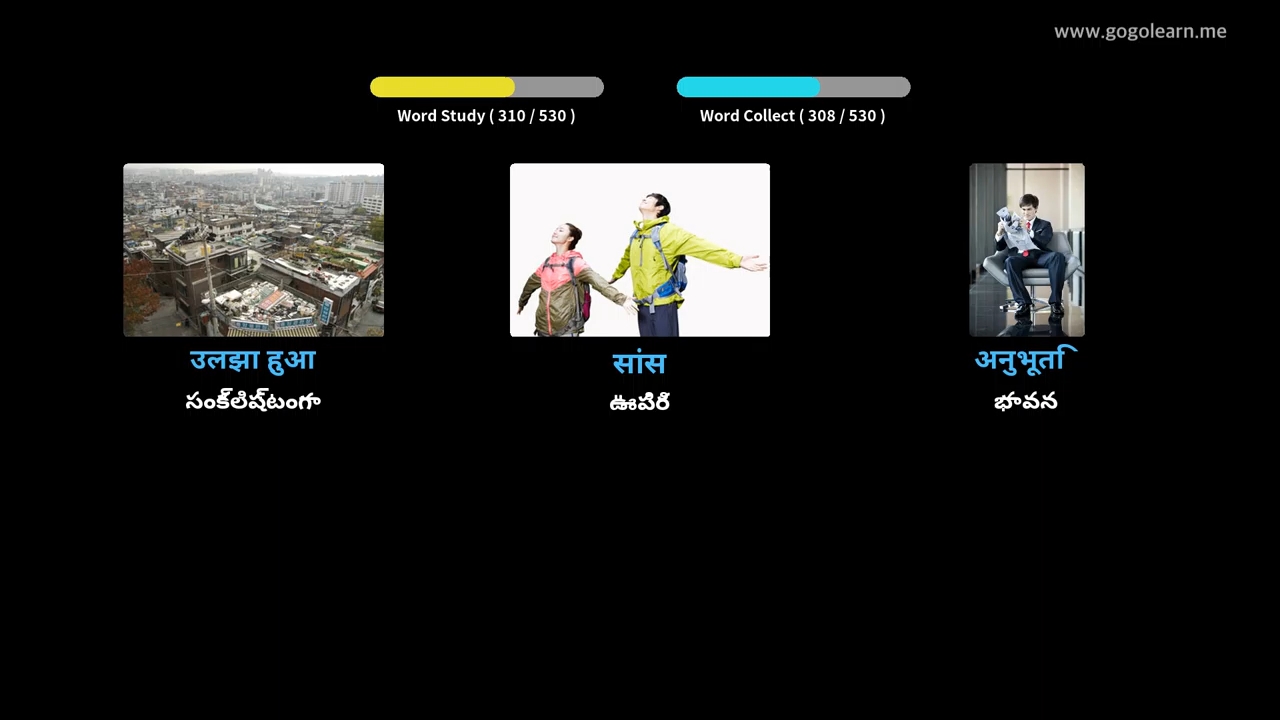 www.gogolearn.me
Word Study ( 310 / 530 )
Word Collect ( 308 / 530 )
उलझा हुआ
सांस
अनुभूति
సంక్లిష్టంగా
ఊపిరి
భావన